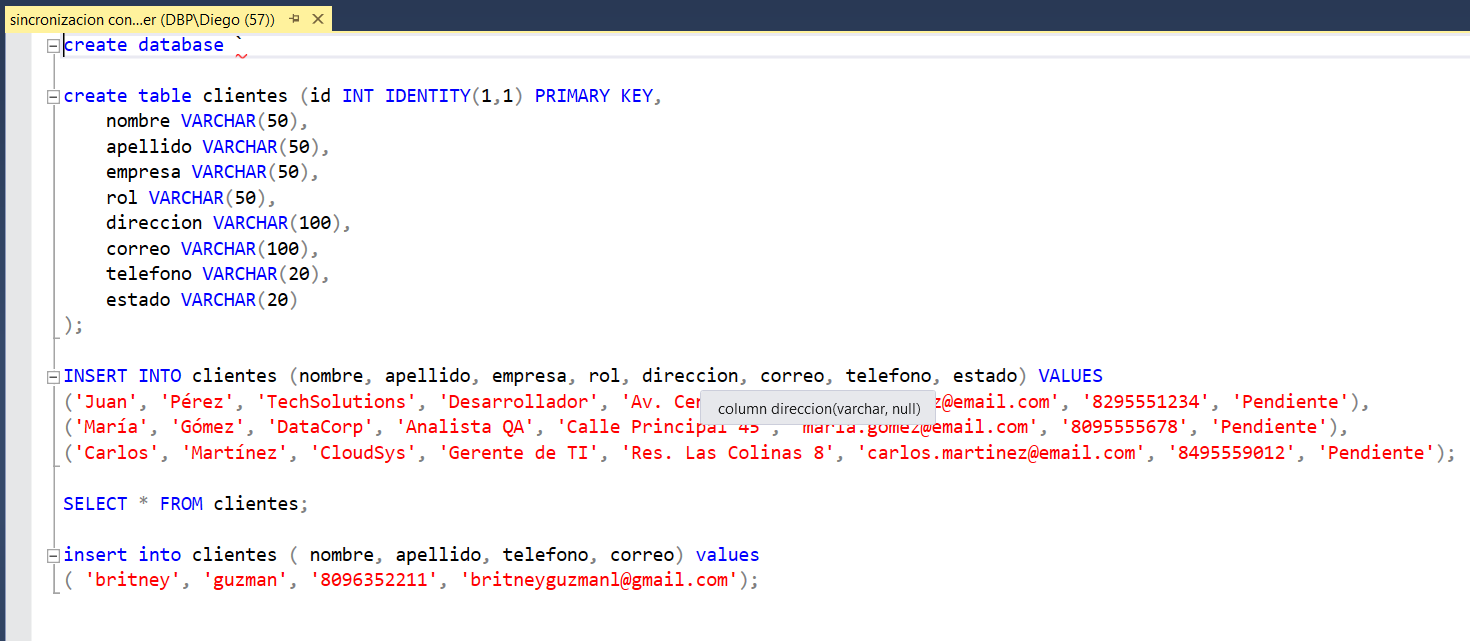 sincronizacion con...er (DBP\Diego (57))
create database `
create table clientes (id INT IDENTITY(1,1) PRIMARY KEY,
nombre VARCHAR(50),
apellido VARCHAR(50),
empresa VARCHAR(50),
rol VARCHAR(50),
direccion VARCHAR(100),
correo VARCHAR(100),
telefono VARCHAR(20),
estado VARCHAR(20)
);
INSERT INTO clientes (nombre, apellido, empresa, rol, direccion, correo, telefono, estado) VALUES
('Juan', 'Pérez', 'TechSolutions', 'Desarrollador', 'Av. @email.com', '8295551234', 'Pendiente'),
column direccion(varchar, null)
('María', 'Gómez', 'DataCorp', 'Analista QA', 'Calle Principal 45', 'maria.gomez@email.com', '8095555678', 'Pendiente'),
('Carlos', 'Martínez', 'CloudSys', 'Gerente de TI', 'Res. Las Colinas 8', 'carlos.martinez@email.com', '8495559012', 'Pendiente');
SELECT * FROM clientes;
insert into clientes ( nombre, apellido, telefono, correo) values
( 'britney', 'guzman', '8096352211', 'britneyguzmanl@gmail.com');